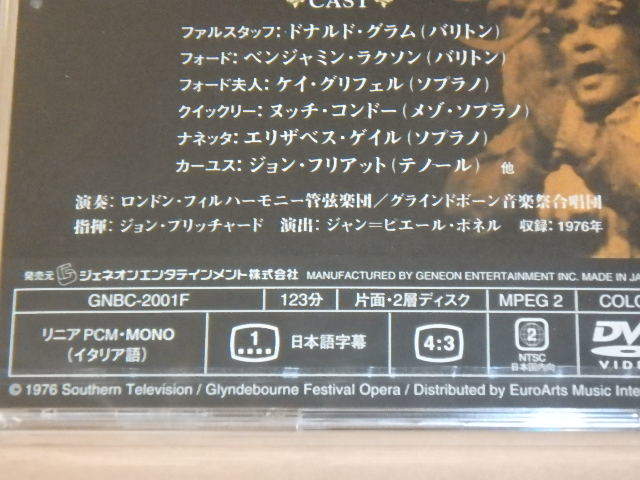 CAST
ファルスタッフ：ドナルド・グラム（バリトン）
フォード：ベンジャミン・ラクソン（バリトン）
フォード夫人：ケイ・グリフェル（ソプラノ）
クイックリー：ヌッチ・コンドー（メゾ・ソプラノ）
ナネッタ：エリザベス・ゲイル（ソプラノ）
カーユス：ジョン・フリアット（テノール） 他
演奏：ロンドン・フィルハーモニー管弦楽団／グラインドボーン音楽祭合唱団
指揮：ジョン・プリッチャード 演出：ジャン＝ピエール・ポネル 収録：1976年
発売元 ジェネオンエンタテインメント株式会社 MANUFACTURED BY GENEON ENTERTAINMENT INC. MADE IN JA
GNBC-2001F 123分 片面・2層ディスク MPEG 2 COLO
リニアPCM・MONO
（イタリア語）
1 日本語字幕 4:3 2 DVD
NTSC
日本国内向 VIDE
© 1976 Southern Television / Glyndebourne Festival Opera / Distributed by EuroArts Music Inte